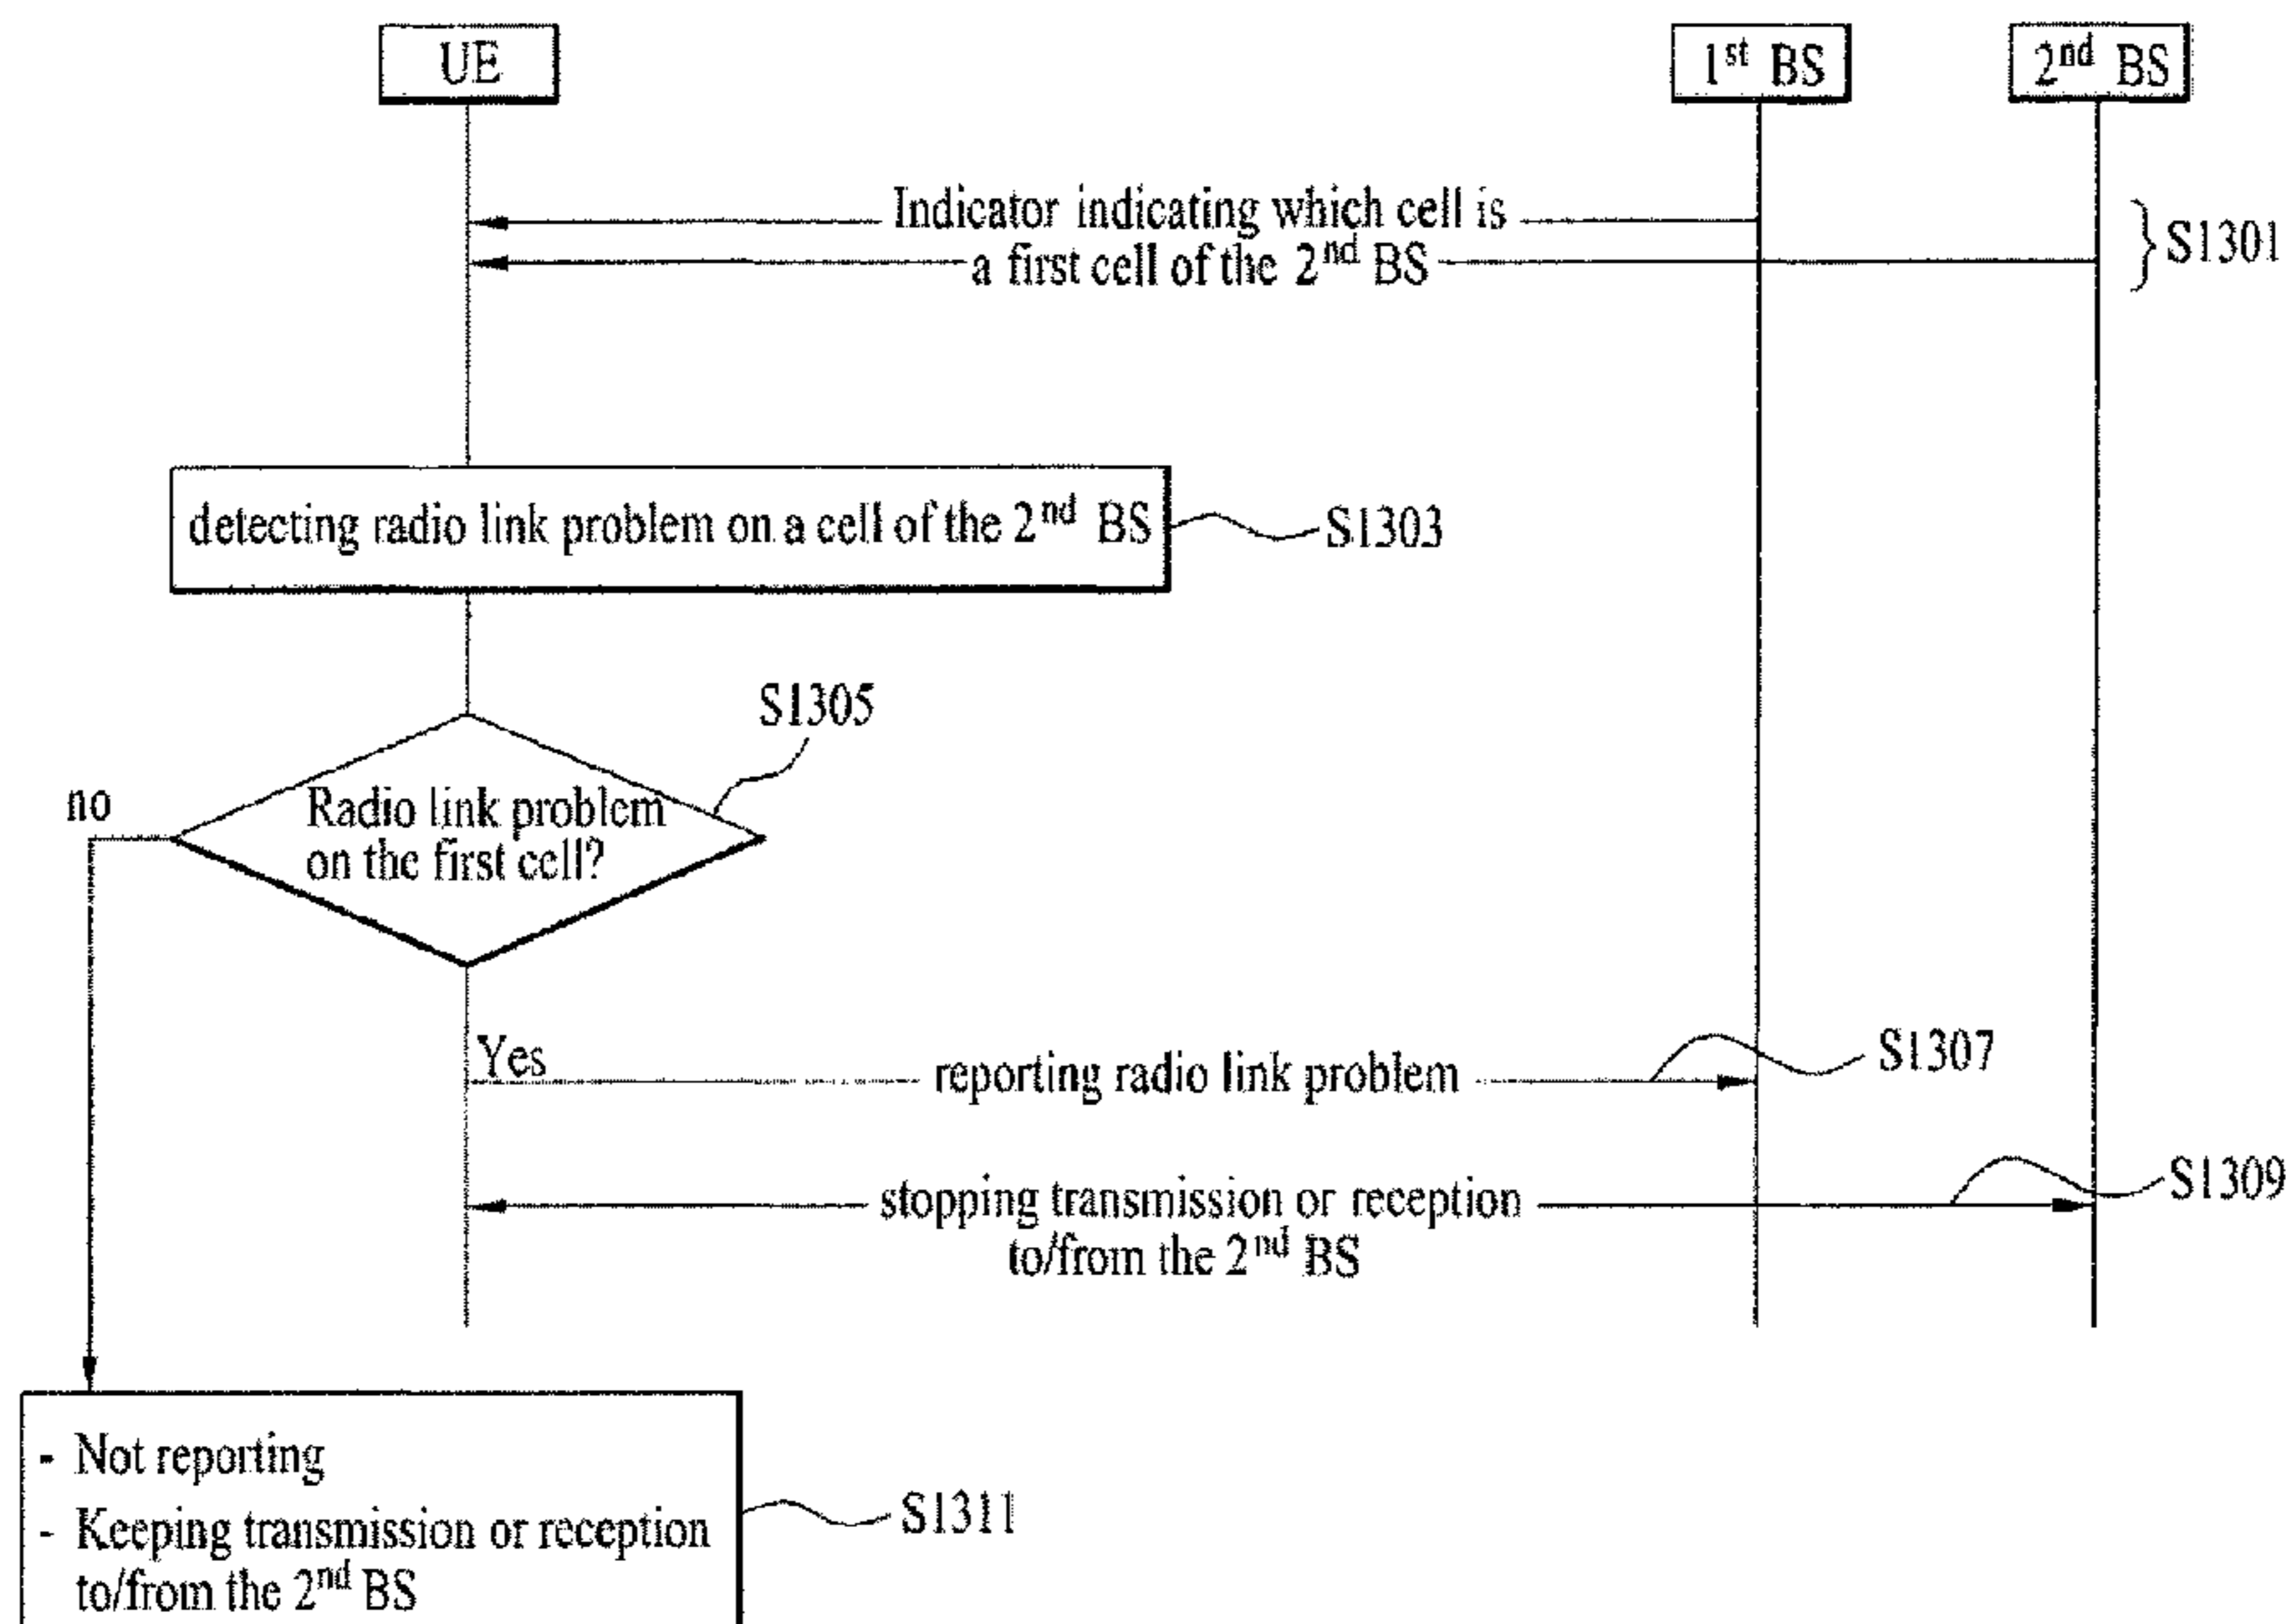 UE
1st BS
2nd BS
Indicator indicating which cell is
a first cell of the 2nd BS
S1301
detecting radio link problem on a cell of the 2nd BS
S1303
S1305
no
Radio link problem
on the first cell?
Yes
reporting radio link problem
S1307
stopping transmission or reception
to/from the 2nd BS
S1309
- Not reporting
- Keeping transmission or reception
to/from the 2nd BS
S1311